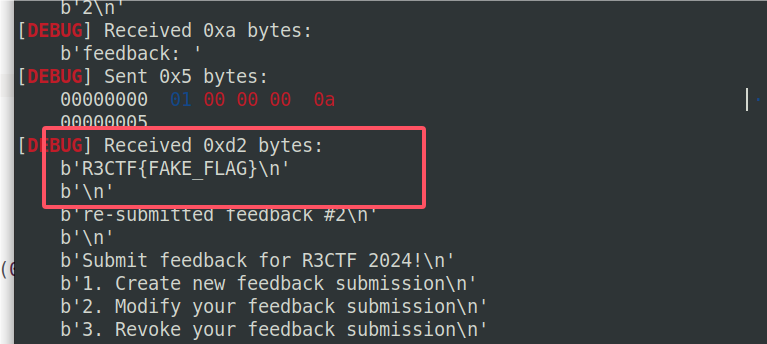 b'2\n'
[DEBUG] Received 0xa bytes:
b'feedback: '
[DEBUG] Sent 0x5 bytes:
00000000  01 00 00 00  0a
00000005
[DEBUG] Received 0xd2 bytes:
b'R3CTF{FAKE_FLAG}\n'
b'\n'
b're-submitted feedback #2\n'
b'\n'
b'Submit feedback for R3CTF 2024!\n'
b'1. Create new feedback submission\n'
b'2. Modify your feedback submission\n'
b'3. Revoke your feedback submission\n'